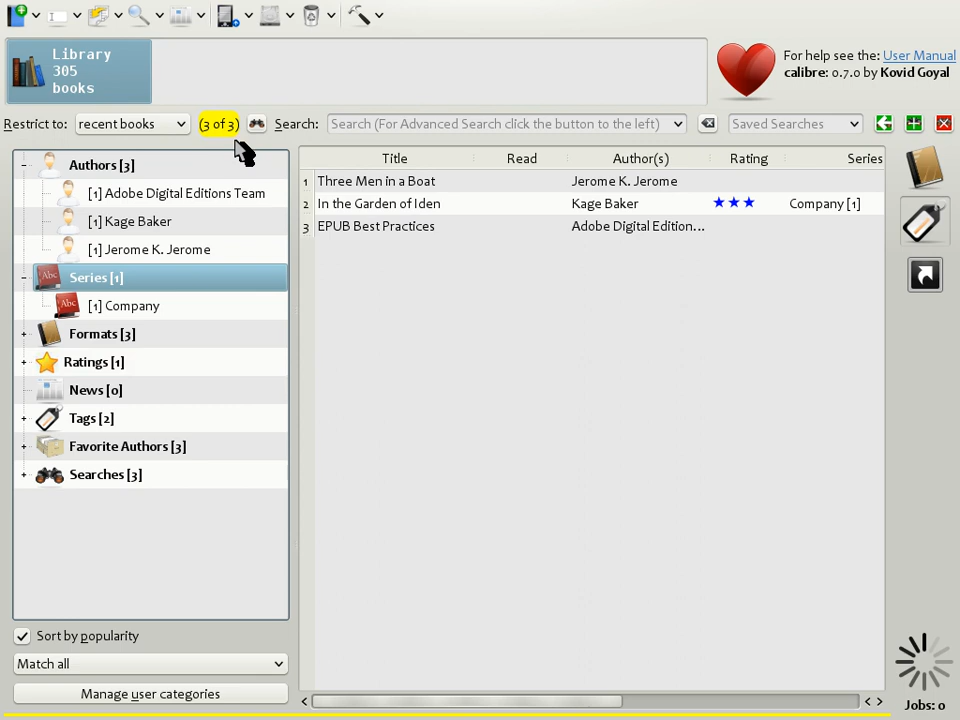 Library
305
books
For help see the: User Manual
calibre: 0.7.0 by Kovid Goyal
Restrict to: recent books (3 of 3) Search: Search (For Advanced Search click the button to the left) Saved Searches
Authors [3]
[1] Adobe Digital Editions Team
[1] Kage Baker
[1] Jerome K. Jerome
Series [1]
[1] Company
Formats [3]
Ratings [1]
News [0]
Tags [2]
Favorite Authors [3]
Searches [3]
Sort by popularity
Match all
Manage user categories
Title Read Author(s) Rating Series
1 Three Men in a Boat Jerome K. Jerome
2 In the Garden of Iden Kage Baker ★★★ Company [1]
3 EPUB Best Practices Adobe Digital Edition...
Abc
Abc
Jobs: 0